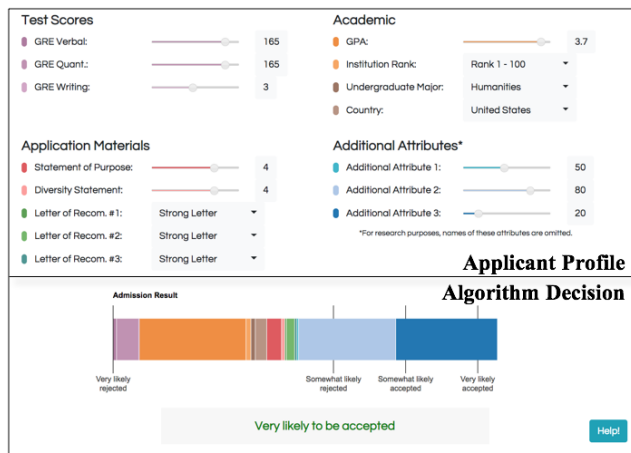 Test Scores
GRE Verbal: 165
GRE Quant.: 165
GRE Writing: 3
Academic
GPA: 3.7
Institution Rank: Rank 1 - 100
Undergraduate Major: Humanities
Country: United States
Application Materials
Statement of Purpose: 4
Diversity Statement: 4
Letter of Recom. #1: Strong Letter
Letter of Recom. #2: Strong Letter
Letter of Recom. #3: Strong Letter
Additional Attributes*
Additional Attribute 1: 50
Additional Attribute 2: 80
Additional Attribute 3: 20
*For research purposes, names of these attributes are omitted.
Applicant Profile
Algorithm Decision
Admission Result
Very likely
rejected
Somewhat likely
rejected
Somewhat likely
accepted
Very likely
accepted
Very likely to be accepted
Help!